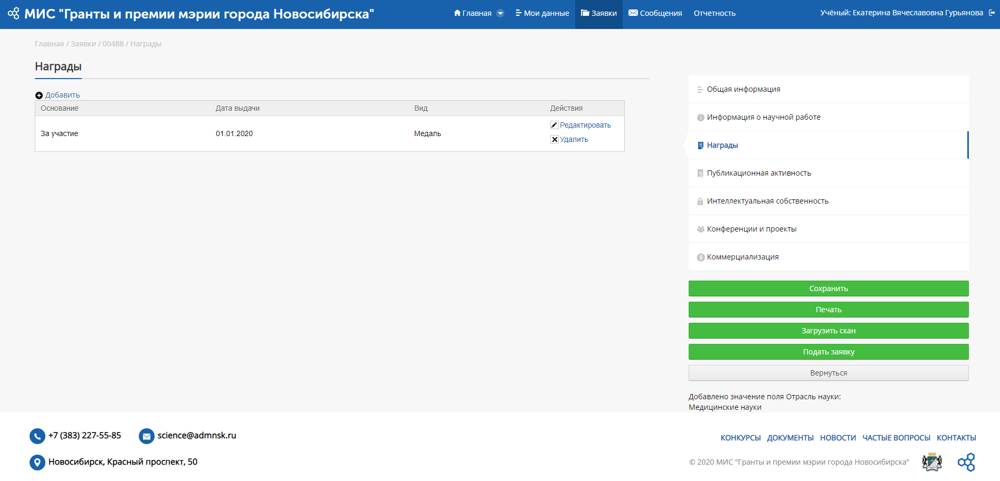 МИС "Гранты и премии мэрии города Новосибирска"
Главная
Мои данные
Заявки
Сообщения
Отчетность
Учёный: Екатерина Вячеславовна Гурьянова
Главная / Заявки / 00488 / Награды
Награды
Добавить
Основание Дата выдачи Вид Действия
За участие 01.01.2020 Медаль
Редактировать
Удалить
Общая информация
Информация о научной работе
Награды
Публикационная активность
Интеллектуальная собственность
Конференции и проекты
Коммерциализация
Сохранить
Печать
Загрузить скан
Подать заявку
Вернуться
Добавлено значение поля Отрасль науки:
Медицинские науки
+7 (383) 227-55-85
science@admnsk.ru
Новосибирск, Красный проспект, 50
КОНКУРСЫ ДОКУМЕНТЫ НОВОСТИ ЧАСТЫЕ ВОПРОСЫ КОНТАКТЫ
© 2020 МИС "Гранты и премии мэрии города Новосибирска"